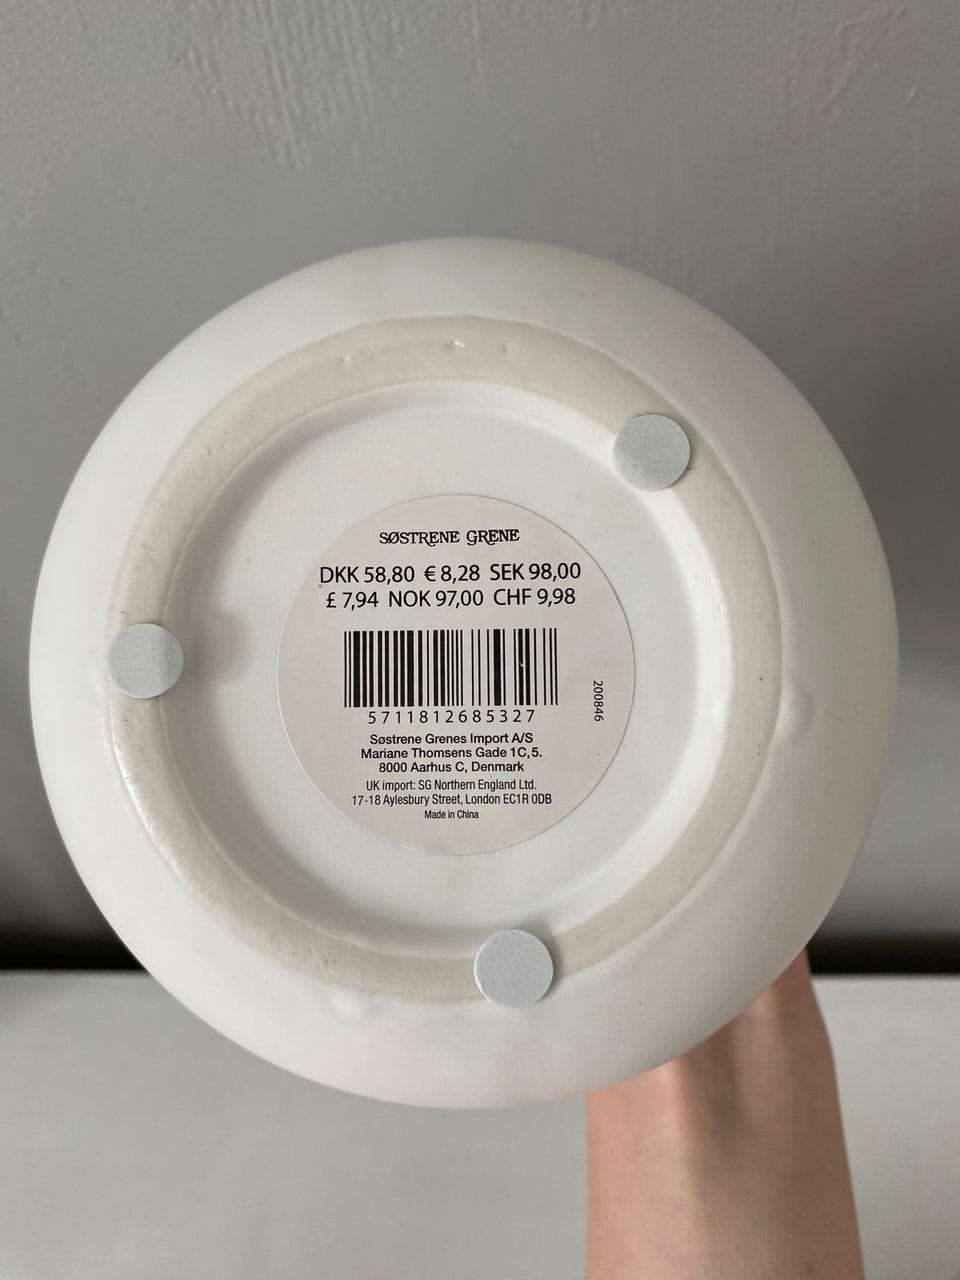 SØSTRENE GRENE
DKK 58,80 € 8,28 SEK 98,00
£ 7,94 NOK 97,00 CHF 9,98
5711812685327
200846
Søstrene Grenes Import A/S
Mariane Thomsens Gade 1C, 5.
8000 Aarhus C, Denmark
UK import: SG Northern England Ltd.
17-18 Aylesbury Street, London EC1R 0DB
Made in China